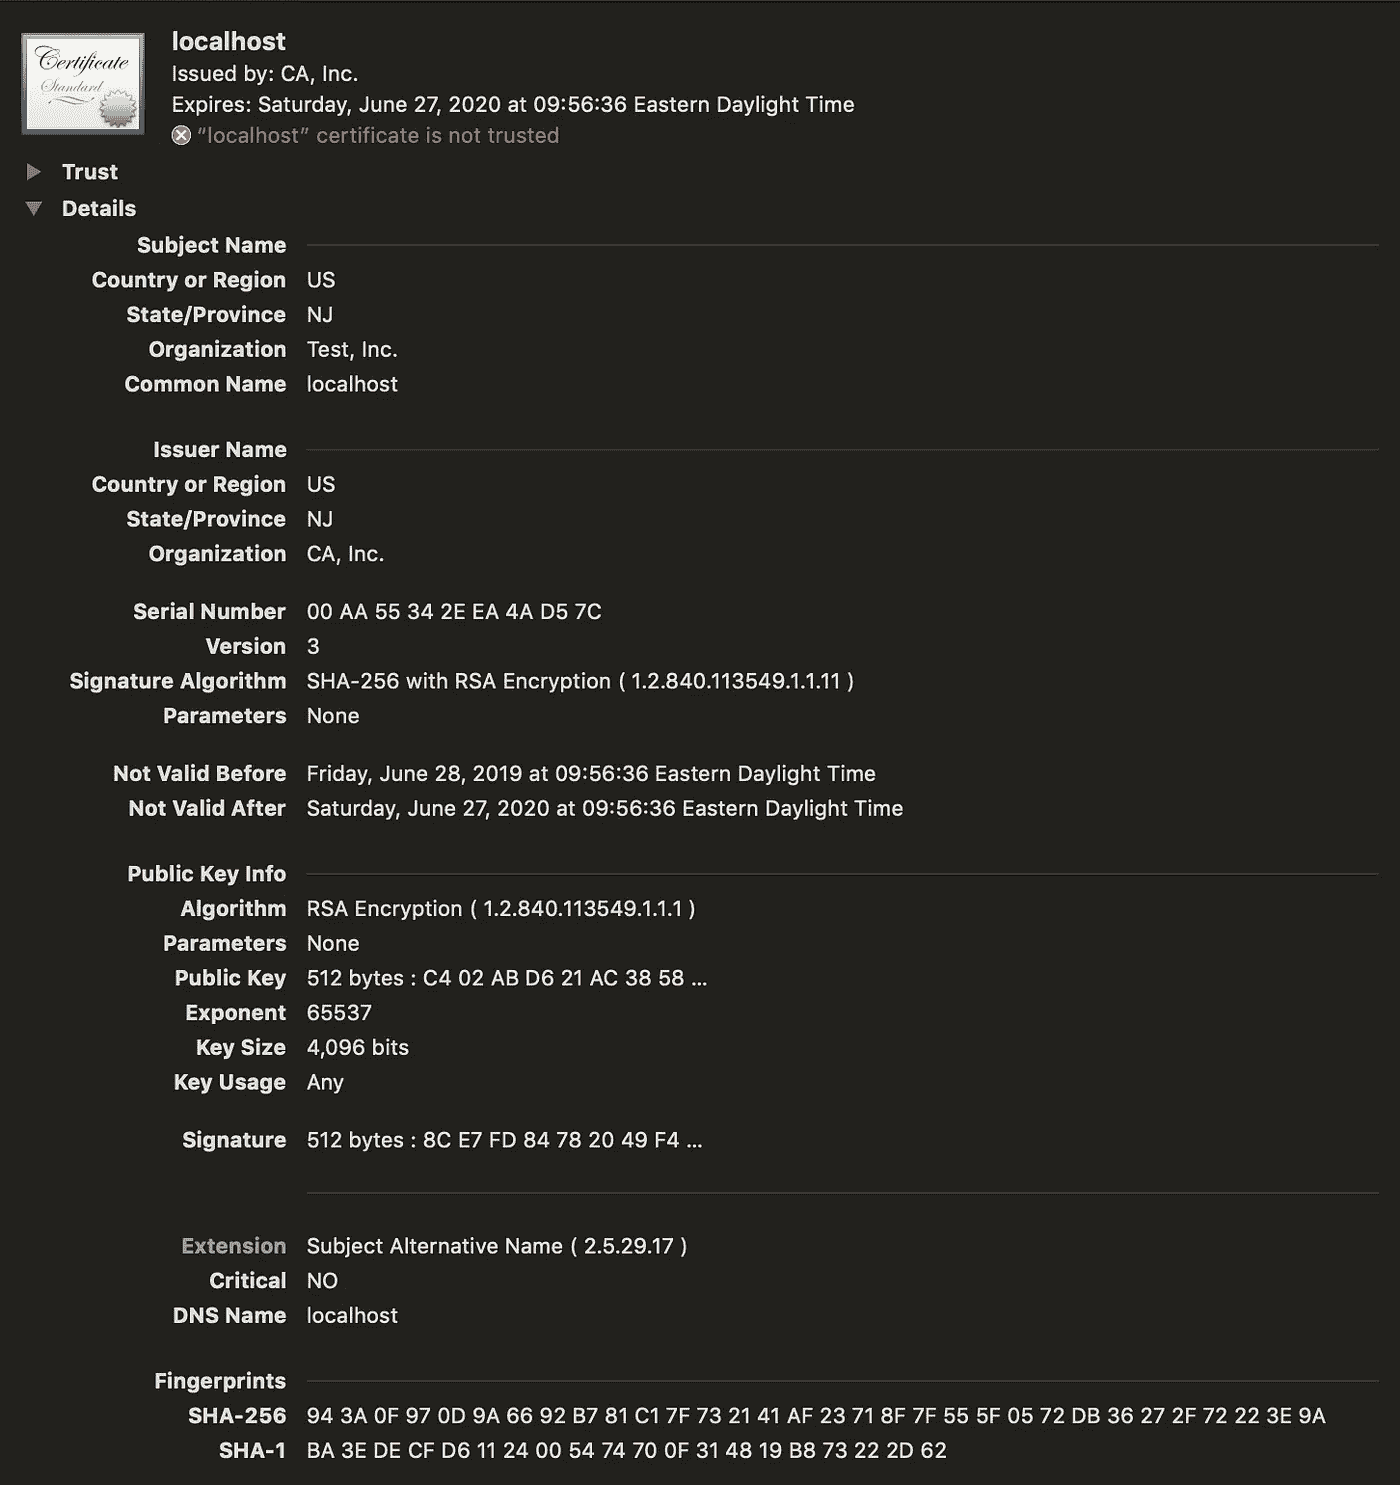 Certificate
Standard
localhost
Issued by: CA, Inc.
Expires: Saturday, June 27, 2020 at 09:56:36 Eastern Daylight Time
“localhost” certificate is not trusted
Trust
Details
Subject Name
Country or Region US
State/Province NJ
Organization Test, Inc.
Common Name localhost
Issuer Name
Country or Region US
State/Province NJ
Organization CA, Inc.
Serial Number 00 AA 55 34 2E EA 4A D5 7C
Version 3
Signature Algorithm SHA-256 with RSA Encryption ( 1.2.840.113549.1.1.11 )
Parameters None
Not Valid Before Friday, June 28, 2019 at 09:56:36 Eastern Daylight Time
Not Valid After Saturday, June 27, 2020 at 09:56:36 Eastern Daylight Time
Public Key Info
Algorithm RSA Encryption ( 1.2.840.113549.1.1.1 )
Parameters None
Public Key 512 bytes : C4 02 AB D6 21 AC 38 58 ...
Exponent 65537
Key Size 4,096 bits
Key Usage Any
Signature 512 bytes : 8C E7 FD 84 78 20 49 F4 ...
Extension Subject Alternative Name ( 2.5.29.17 )
Critical NO
DNS Name localhost
Fingerprints
SHA-256 94 3A 0F 97 0D 9A 66 92 B7 81 C1 7F 73 21 41 AF 23 71 8F 7F 55 5F 05 72 DB 36 27 2F 72 22 3E 9A
SHA-1 BA 3E DE CF D6 11 24 00 54 74 70 0F 31 48 19 B8 73 22 2D 62